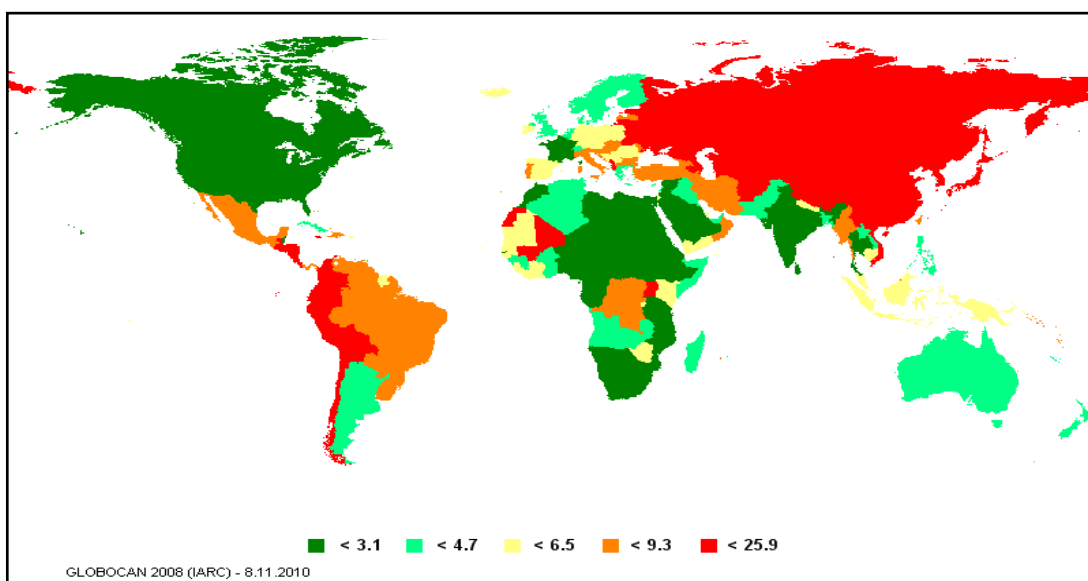 < 3.1 < 4.7 < 6.5 < 9.3 < 25.9
GLOBOCAN 2008 (IARC) - 8.11.2010